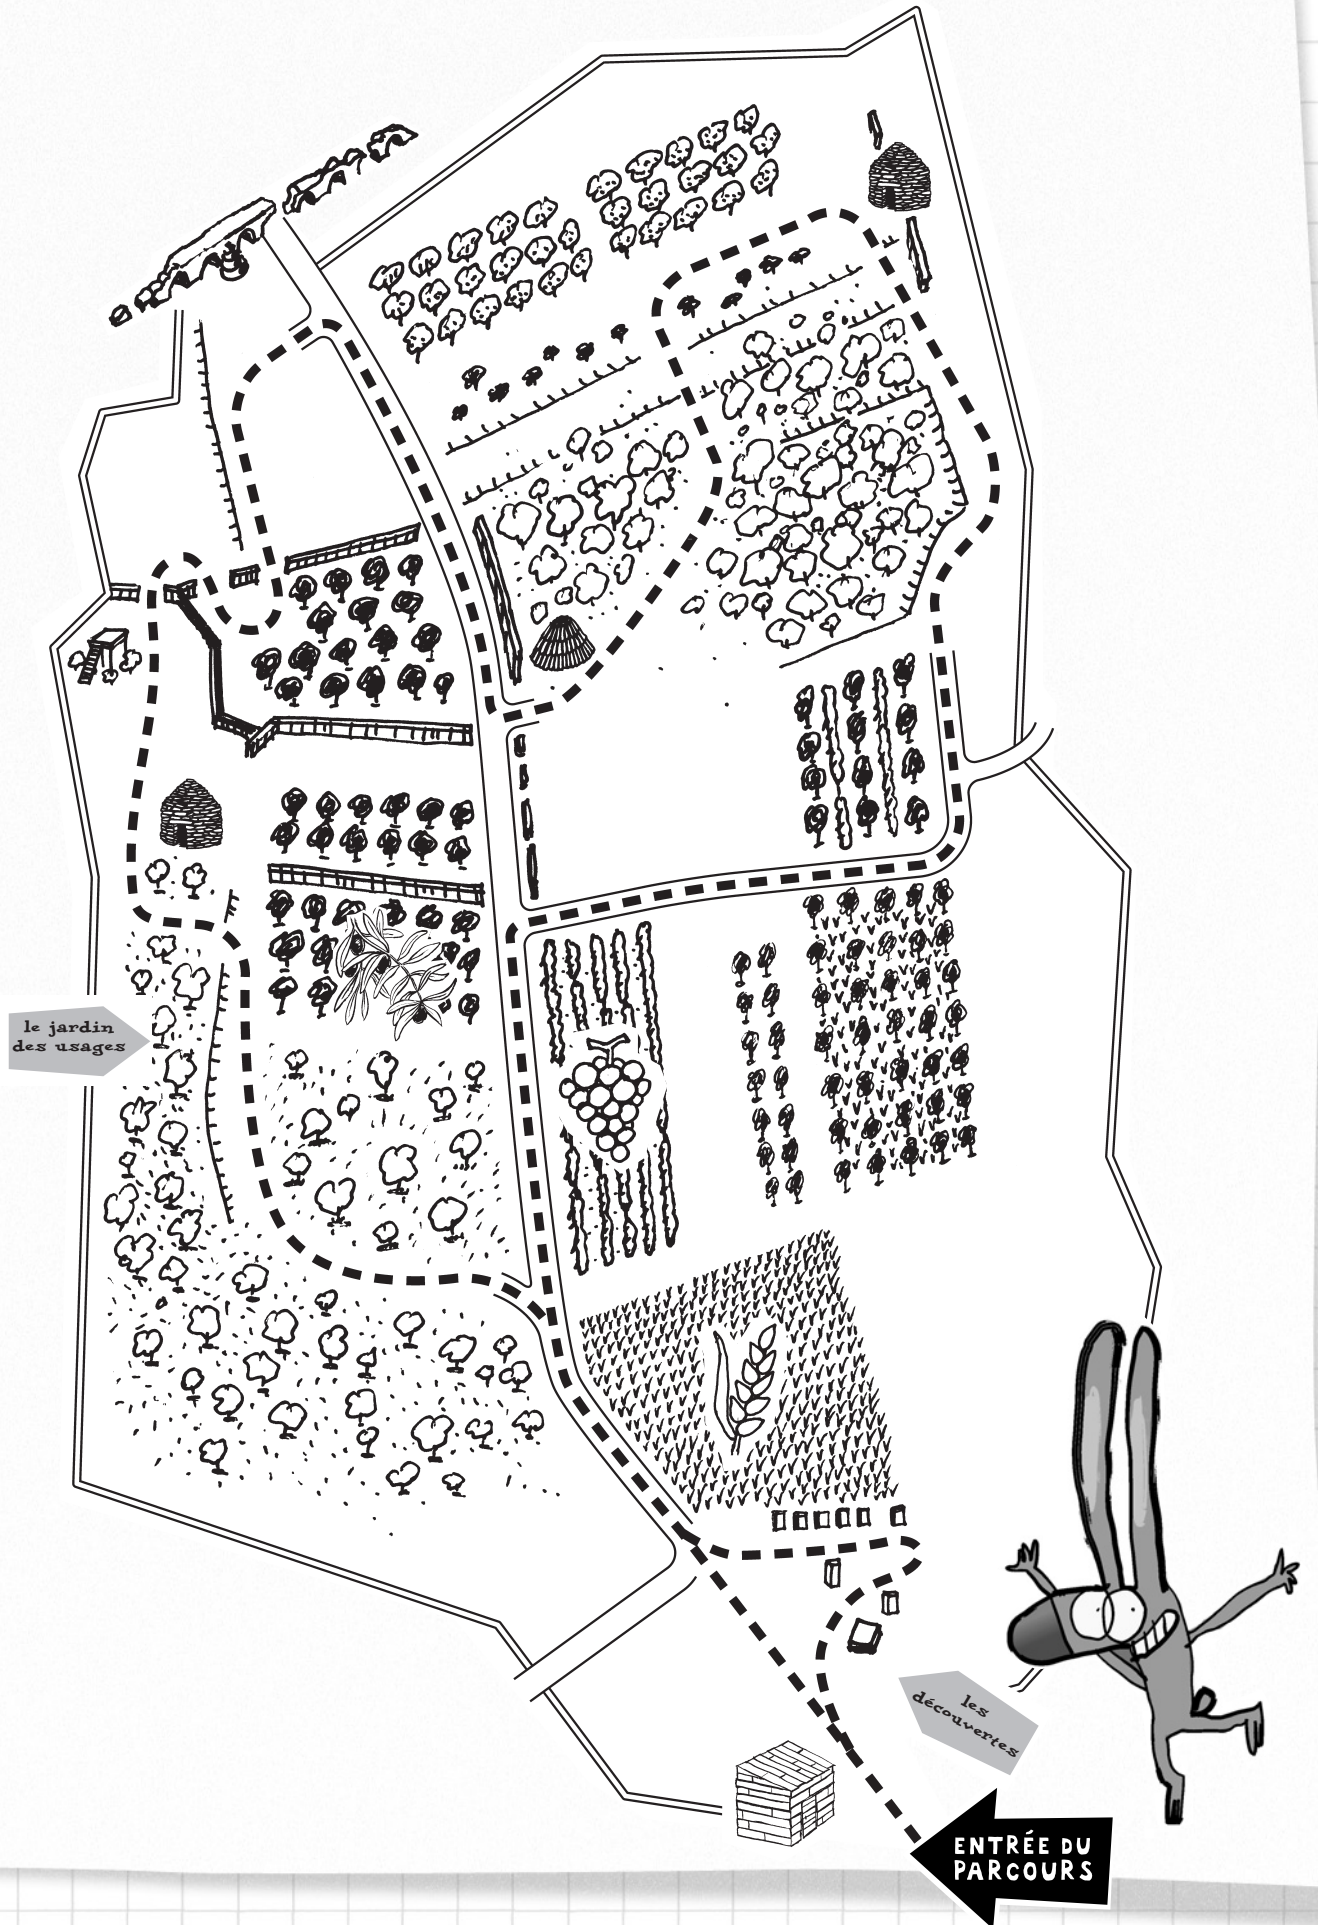 le jardin
des usages
les
découvertes
ENTRÉE DU
PARCOURS